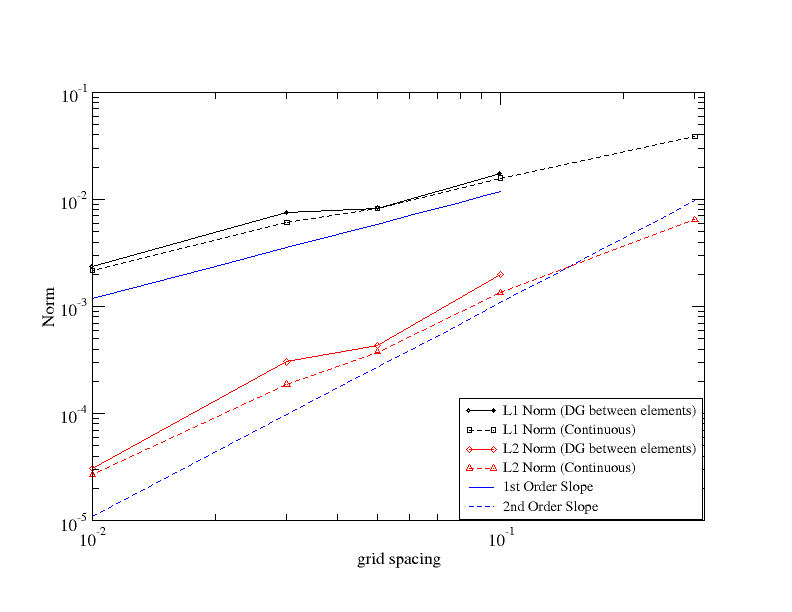 10-1
10-2
10-3
10-4
10-5
Norm
10-2
10-1
grid spacing
L1 Norm (DG between elements)
L1 Norm (Continuous)
L2 Norm (DG between elements)
L2 Norm (Continuous)
1st Order Slope
2nd Order Slope